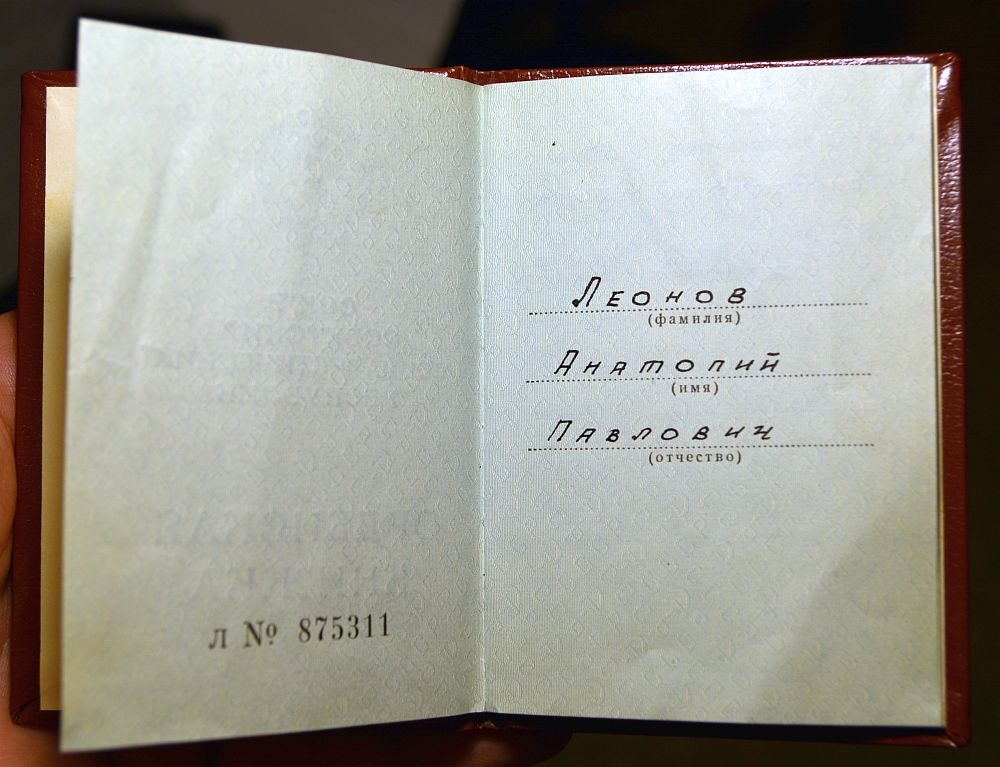 л № 875311
Леонов
(фамилия)
Анатолий
(имя)
Павлович
(отчество)